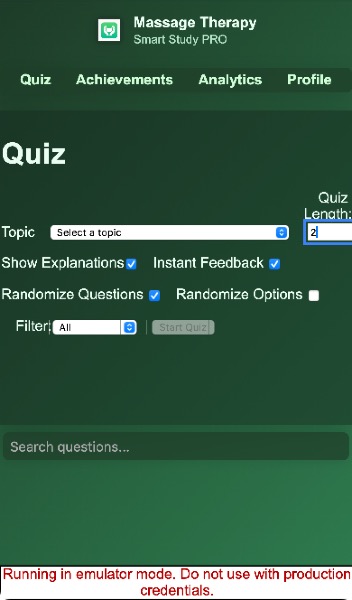 Massage Therapy
Smart Study PRO
Quiz Achievements Analytics Profile
Quiz
Quiz
Length:
Topic Select a topic 2
Show Explanations Instant Feedback
Randomize Questions Randomize Options
Filter: All Start Quiz
Search questions...
Running in emulator mode. Do not use with production
credentials.